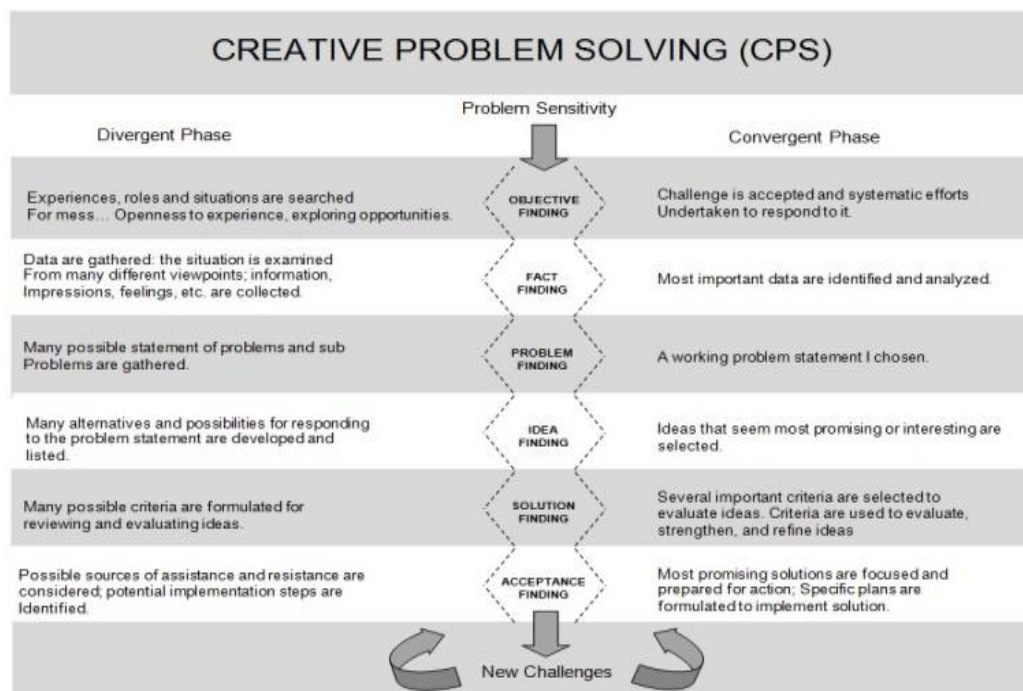 CREATIVE PROBLEM SOLVING (CPS)
Problem Sensitivity
Divergent Phase
Convergent Phase
Experiences, roles and situations are searched
For mess... Openness to experience, exploring opportunities.
OBJECTIVE
FINDING
Challenge is accepted and systematic efforts
Undertaken to respond to it.
Data are gathered: the situation is examined
From many different viewpoints; information,
Impressions, feelings, etc. are collected.
FACT
FINDING
Most important data are identified and analyzed.
Many possible statement of problems and sub
Problems are gathered.
PROBLEM
FINDING
A working problem statement I chosen.
Many alternatives and possibilities for responding
to the problem statement are developed and
listed.
IDEA
FINDING
Ideas that seem most promising or interesting are
selected.
Many possible criteria are formulated for
reviewing and evaluating ideas.
SOLUTION
FINDING
Several important criteria are selected to
evaluate ideas. Criteria are used to evaluate,
strengthen, and refine ideas
Possible sources of assistance and resistance are
considered; potential implementation steps are
Identified.
ACCEPTANCE
FINDING
Most promising solutions are focused and
prepared for action; Specific plans are
formulated to implement solution.
New Challenges